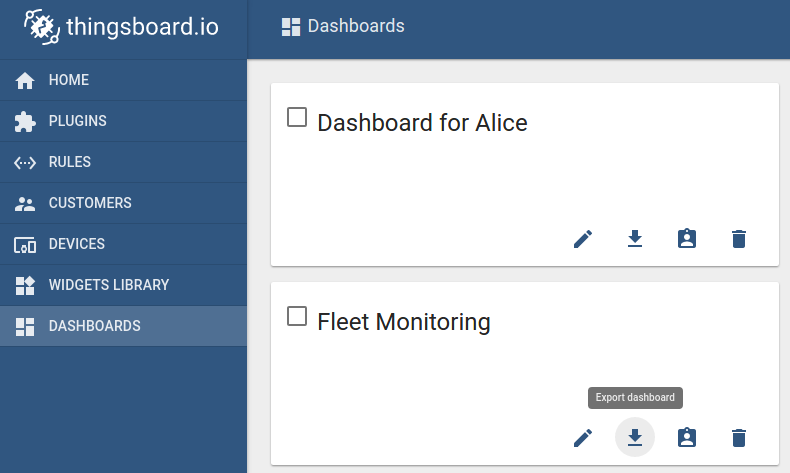 thingsboard.io
Dashboards
HOME
PLUGINS
RULES
CUSTOMERS
DEVICES
WIDGETS LIBRARY
DASHBOARDS
Dashboard for Alice
Fleet Monitoring
Export dashboard